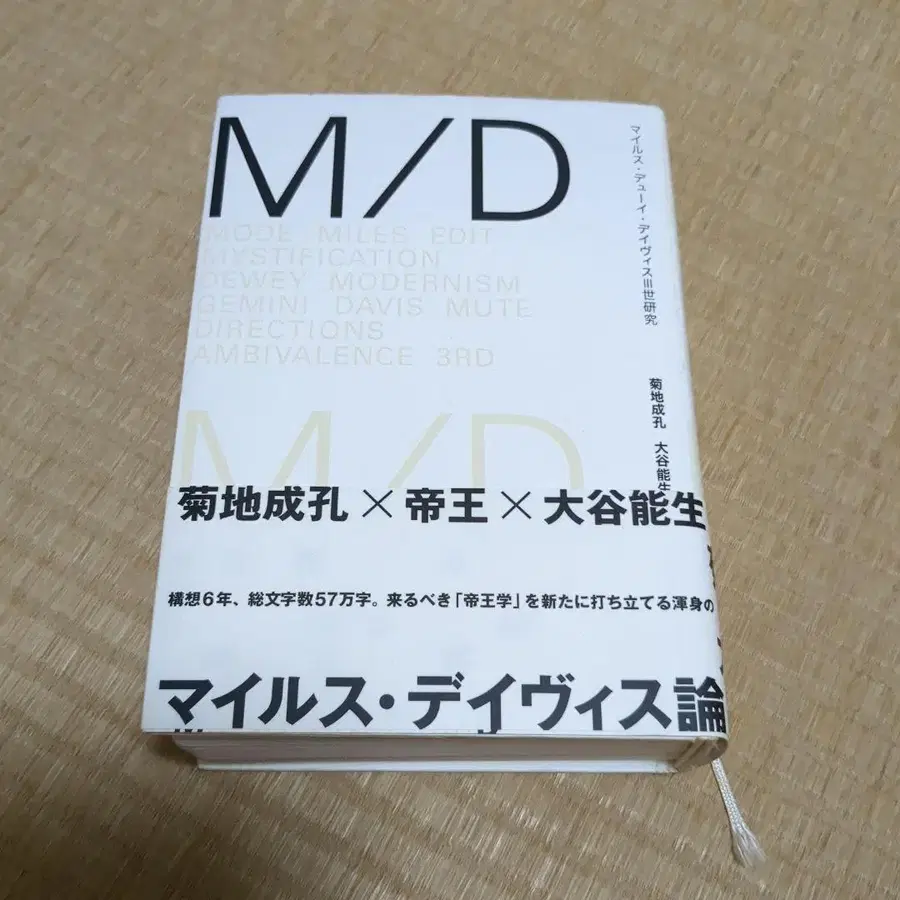 M/D
MODE MILES EDIT
MYSTIFICATION
DEWEY MODERNISM
GEMINI DAVIS MUTE
DIRECTIONS
AMBIVALENCE 3RD
マイルス・デューイ・デイヴィスIII世研究
菊地成孔 大谷能生
M/D
菊地成孔×帝王×大谷能生
構想6年、総文字数57万字。来るべき「帝王学」を新たに打ち立てる渾身の
マイルス・デイヴィス論